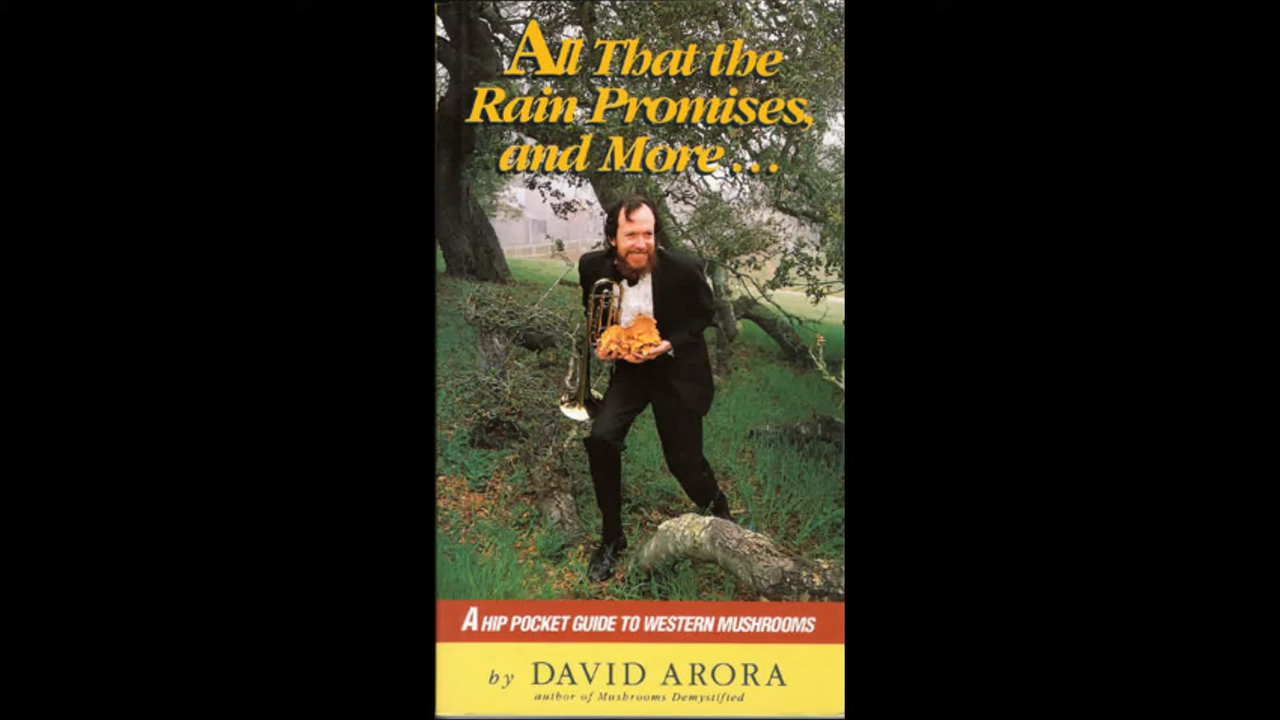 All That the
Rain Promises,
and More...
A HIP POCKET GUIDE TO WESTERN MUSHROOMS
by DAVID ARORA
author of Mushrooms Demystified